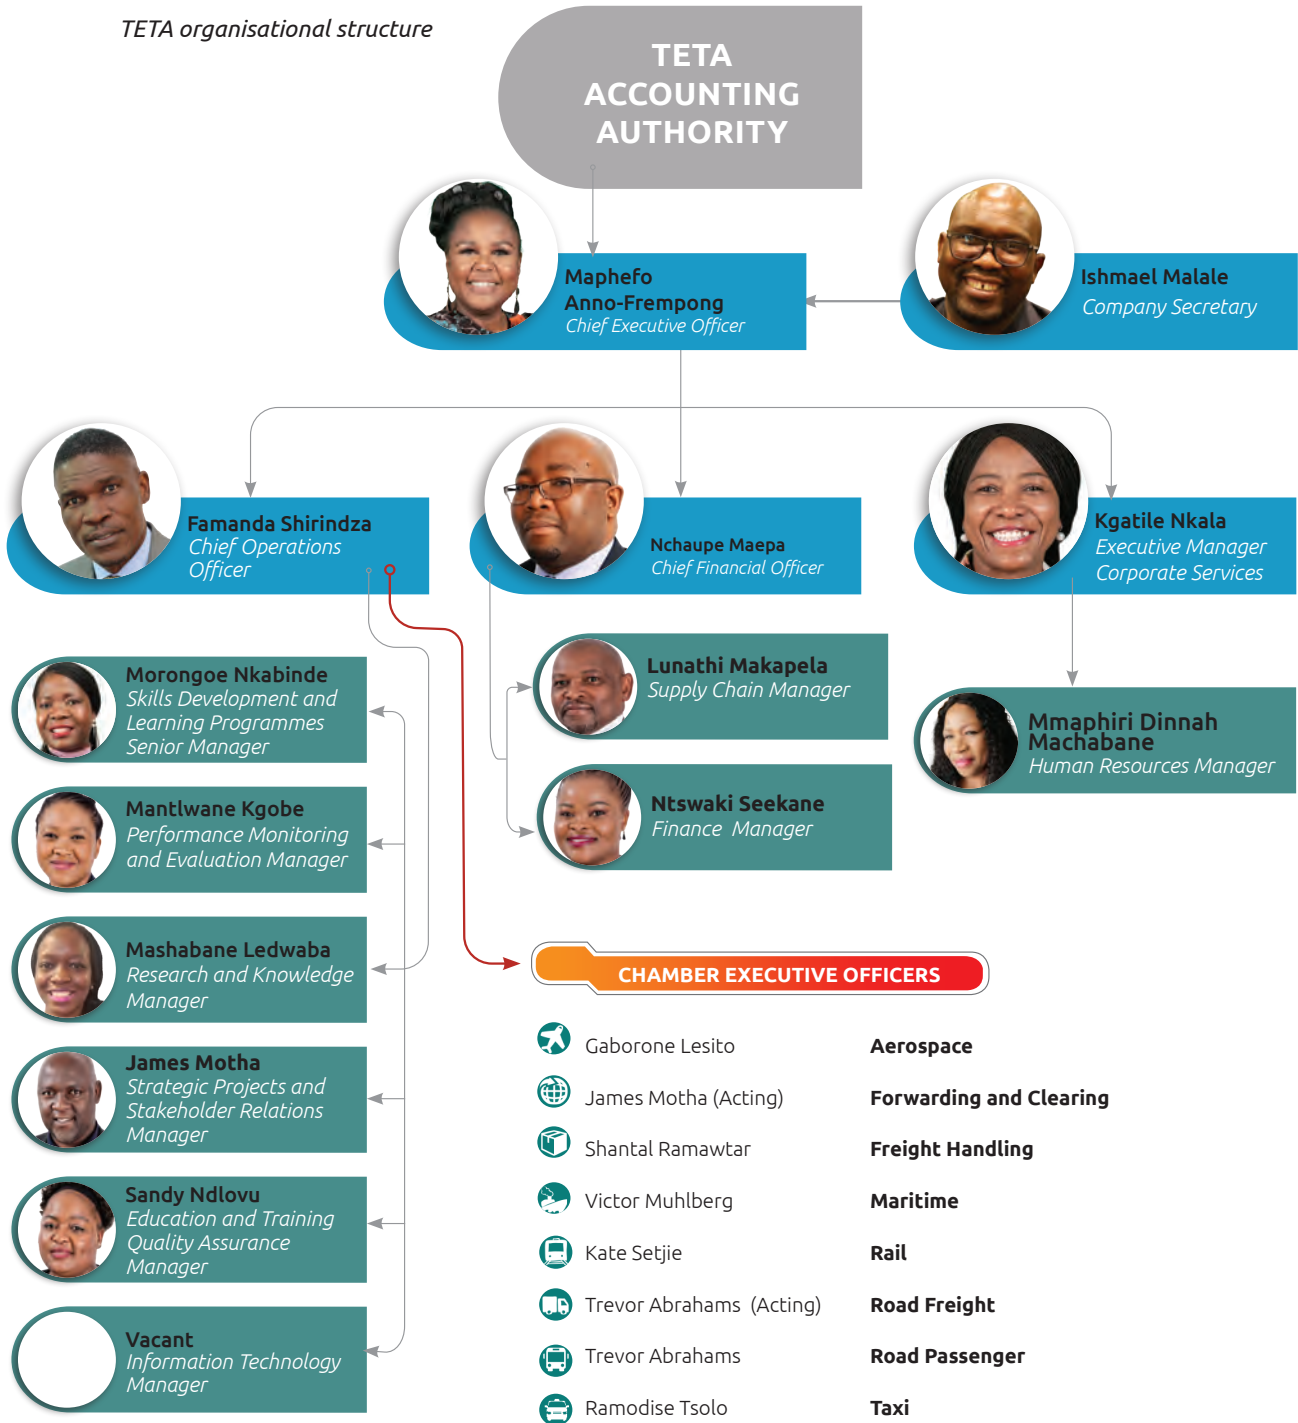 TETA organisational structure
TETA
ACCOUNTING
AUTHORITY
Maphefo
Anno-Frempong
Chief Executive Officer
Ishmael Malale
Company Secretary
Famanda Shirindza
Chief Operations
Officer
Nchaupe Maepa
Chief Financial Officer
Kgatile Nkala
Executive Manager
Corporate Services
Morongoe Nkabinde
Skills Development and
Learning Programmes
Senior Manager
Mantlwane Kgobe
Performance Monitoring
and Evaluation Manager
Mashabane Ledwaba
Research and Knowledge
Manager
James Motha
Strategic Projects and
Stakeholder Relations
Manager
Sandy Ndlovu
Education and Training
Quality Assurance
Manager
Vacant
Information Technology
Manager
Lunathi Makapela
Supply Chain Manager
Ntswaki Seekane
Finance Manager
Mmaphiri Dinnah
Machabane
Human Resources Manager
CHAMBER EXECUTIVE OFFICERS
Gaborone Lesito Aerospace
James Motha (Acting) Forwarding and Clearing
Shantal Ramawtar Freight Handling
Victor Muhlberg Maritime
Kate Setjie Rail
Trevor Abrahams (Acting) Road Freight
Trevor Abrahams Road Passenger
Ramodise Tsolo Taxi